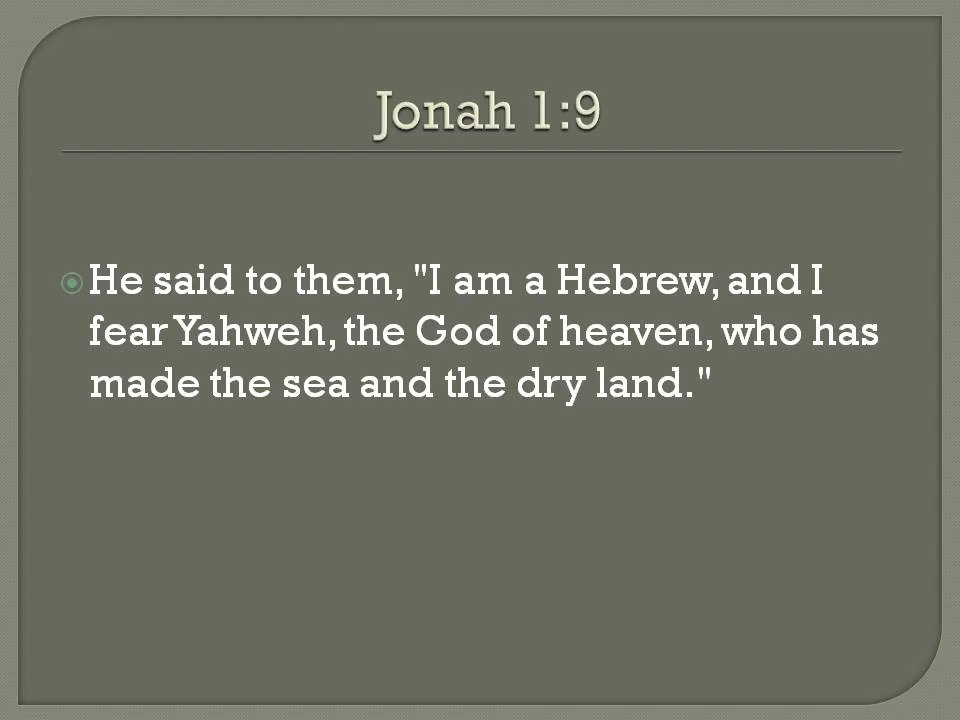 Jonah 1:9
He said to them, "I am a Hebrew, and I
fear Yahweh, the God of heaven, who has
made the sea and the dry land."